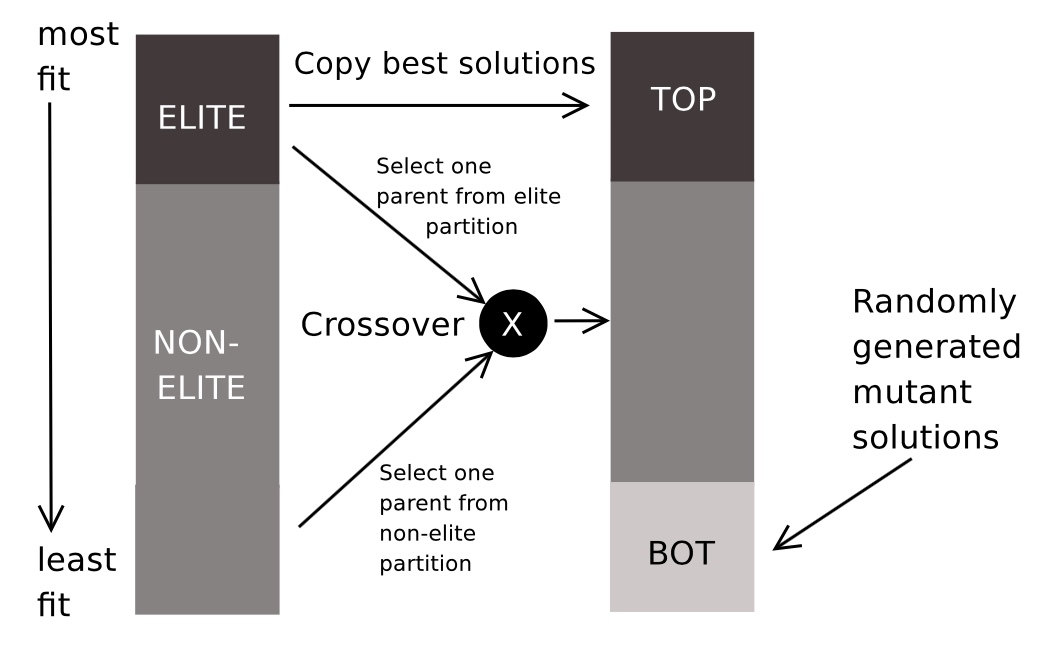 most
fit
ELITE
NON-
ELITE
least
fit
Copy best solutions
Select one
parent from elite
partition
Crossover
X
Select one
parent from
non-elite
partition
TOP
BOT
Randomly
generated
mutant
solutions